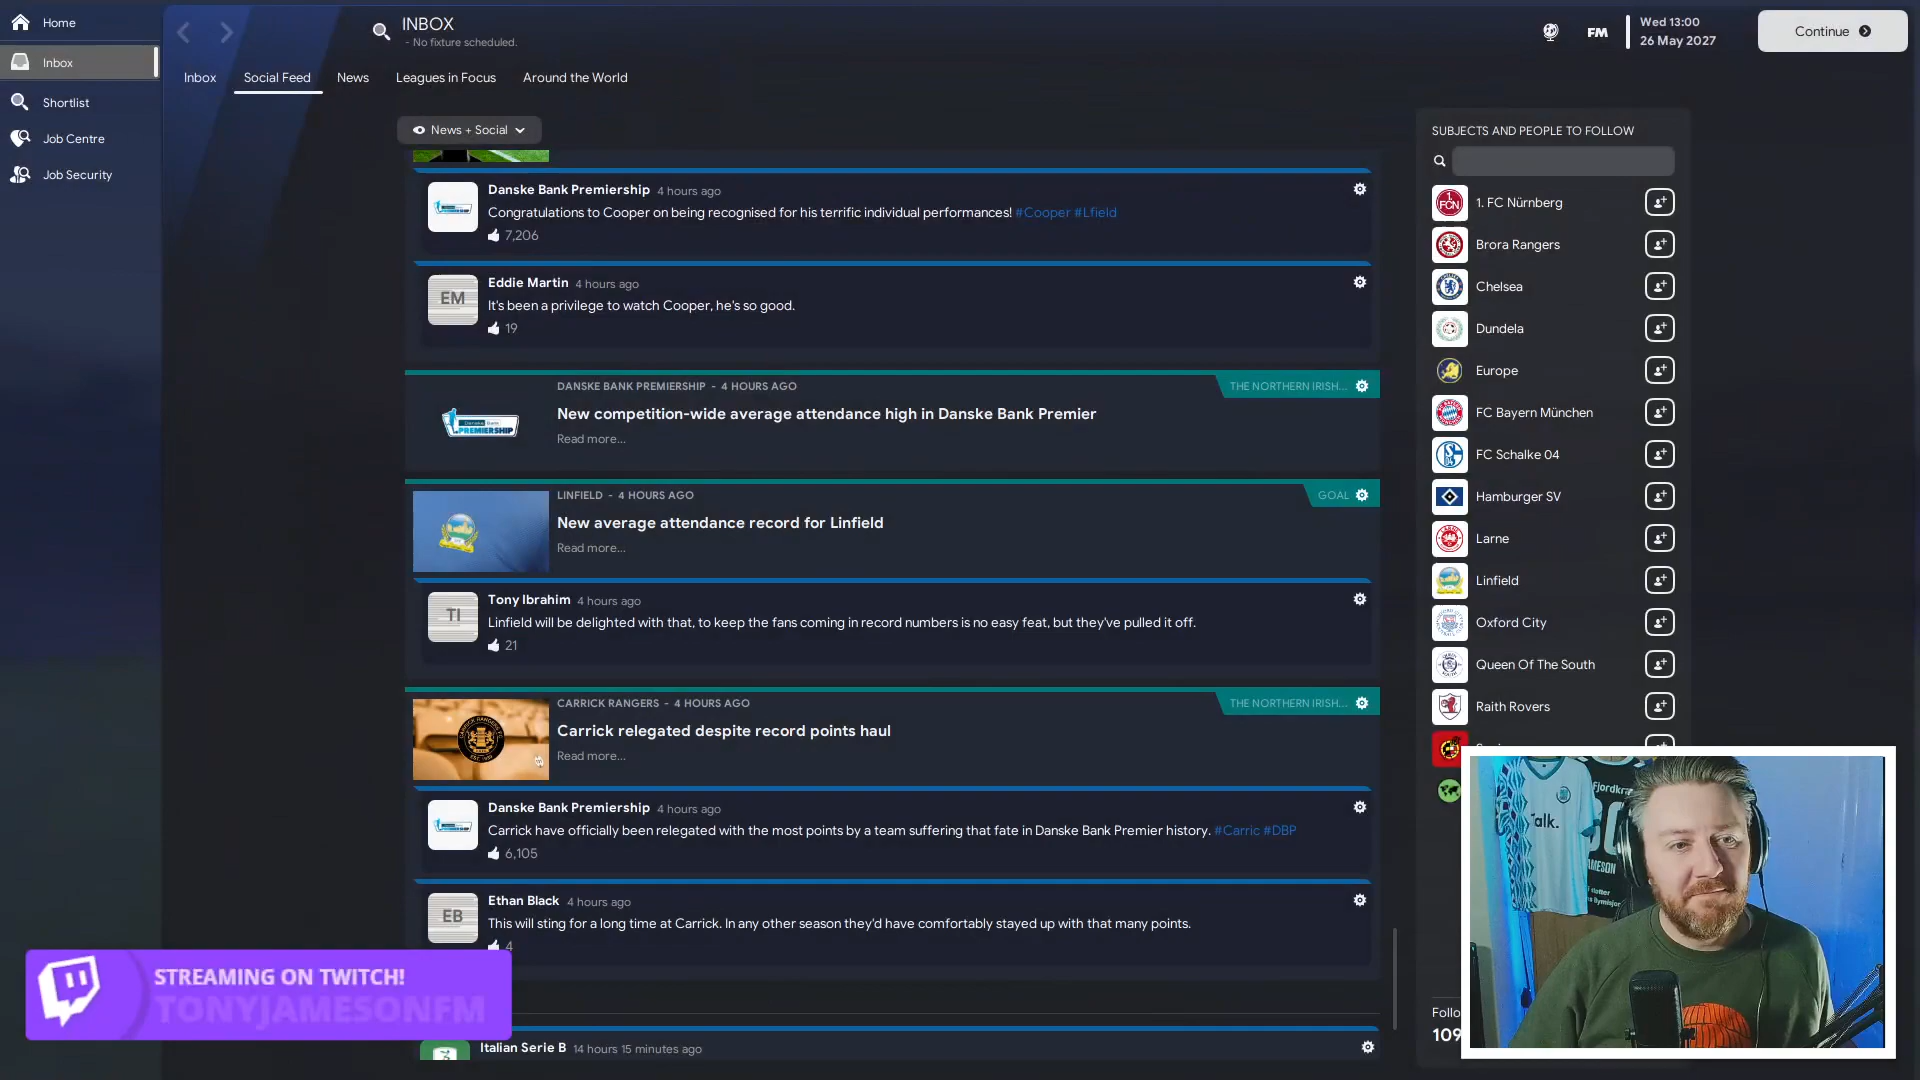 Home
Inbox
Shortlist
Job Centre
Job Security
INBOX
- No fixture scheduled.
FM
Wed 13:00
26 May 2027
Continue
Inbox
Social Feed
News
Leagues in Focus
Around the World
News + Social
Danske Bank Premiership 4 hours ago
Congratulations to Cooper on being recognised for his terrific individual performances! #Cooper #Lfield
7,206
EM
Eddie Martin 4 hours ago
It's been a privilege to watch Cooper, he's so good.
19
DANSKE BANK PREMIERSHIP - 4 HOURS AGO
THE NORTHERN IRISH...
New competition-wide average attendance high in Danske Bank Premier
Read more...
LINFIELD - 4 HOURS AGO
GOAL
New average attendance record for Linfield
Read more...
TI
Tony Ibrahim 4 hours ago
Linfield will be delighted with that, to keep the fans coming in record numbers is no easy feat, but they've pulled it off.
21
CARRICK RANGERS - 4 HOURS AGO
THE NORTHERN IRISH...
Carrick relegated despite record points haul
Read more...
Danske Bank Premiership 4 hours ago
Carrick have officially been relegated with the most points by a team suffering that fate in Danske Bank Premier history. #Carric #DBP
6,105
EB
Ethan Black 4 hours ago
This will sting for a long time at Carrick. In any other season they'd have comfortably stayed up with that many points.
4
Italian Serie B 14 hours 15 minutes ago
SUBJECTS AND PEOPLE TO FOLLOW
1. FC Nürnberg
Brora Rangers
Chelsea
Dundela
Europe
FC Bayern München
FC Schalke 04
Hamburger SV
Larne
Linfield
Oxford City
Queen Of The South
Raith Rovers
Follo
109
STREAMING ON TWITCH!
TONYJAMESONFM
Talk.
Fjordkra
JAMESON